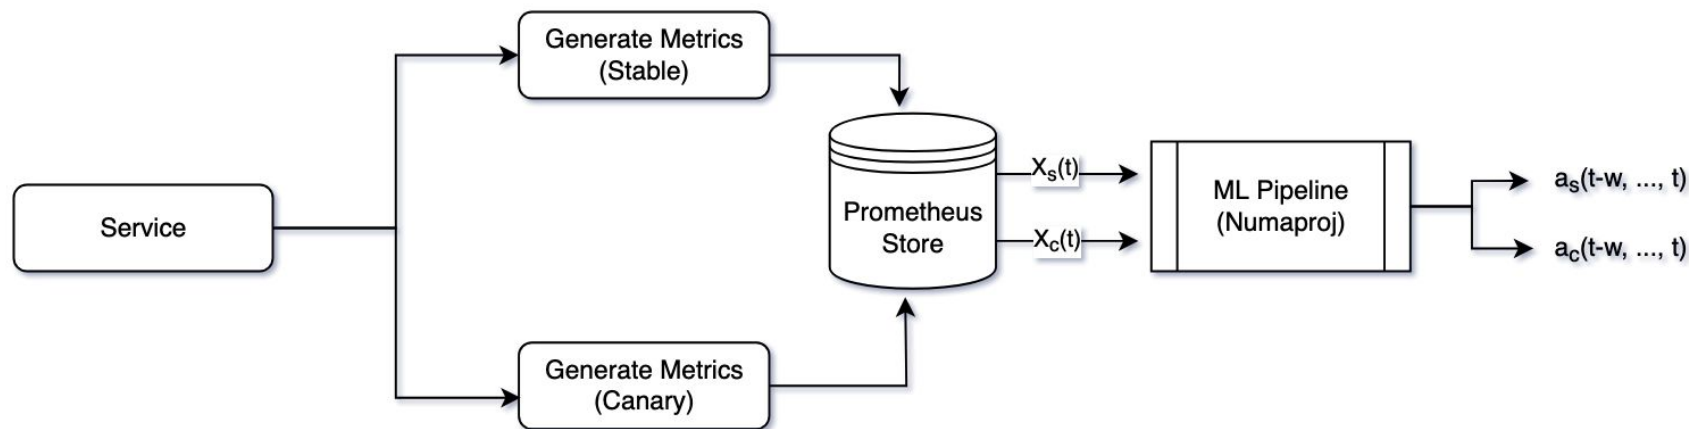 Generate Metrics
(Stable)
Service
Prometheus
Store
Xs(t)
Xc(t)
ML Pipeline
(Numaproj)
as(t-w, ..., t)
ac(t-w, ..., t)
Generate Metrics
(Canary)